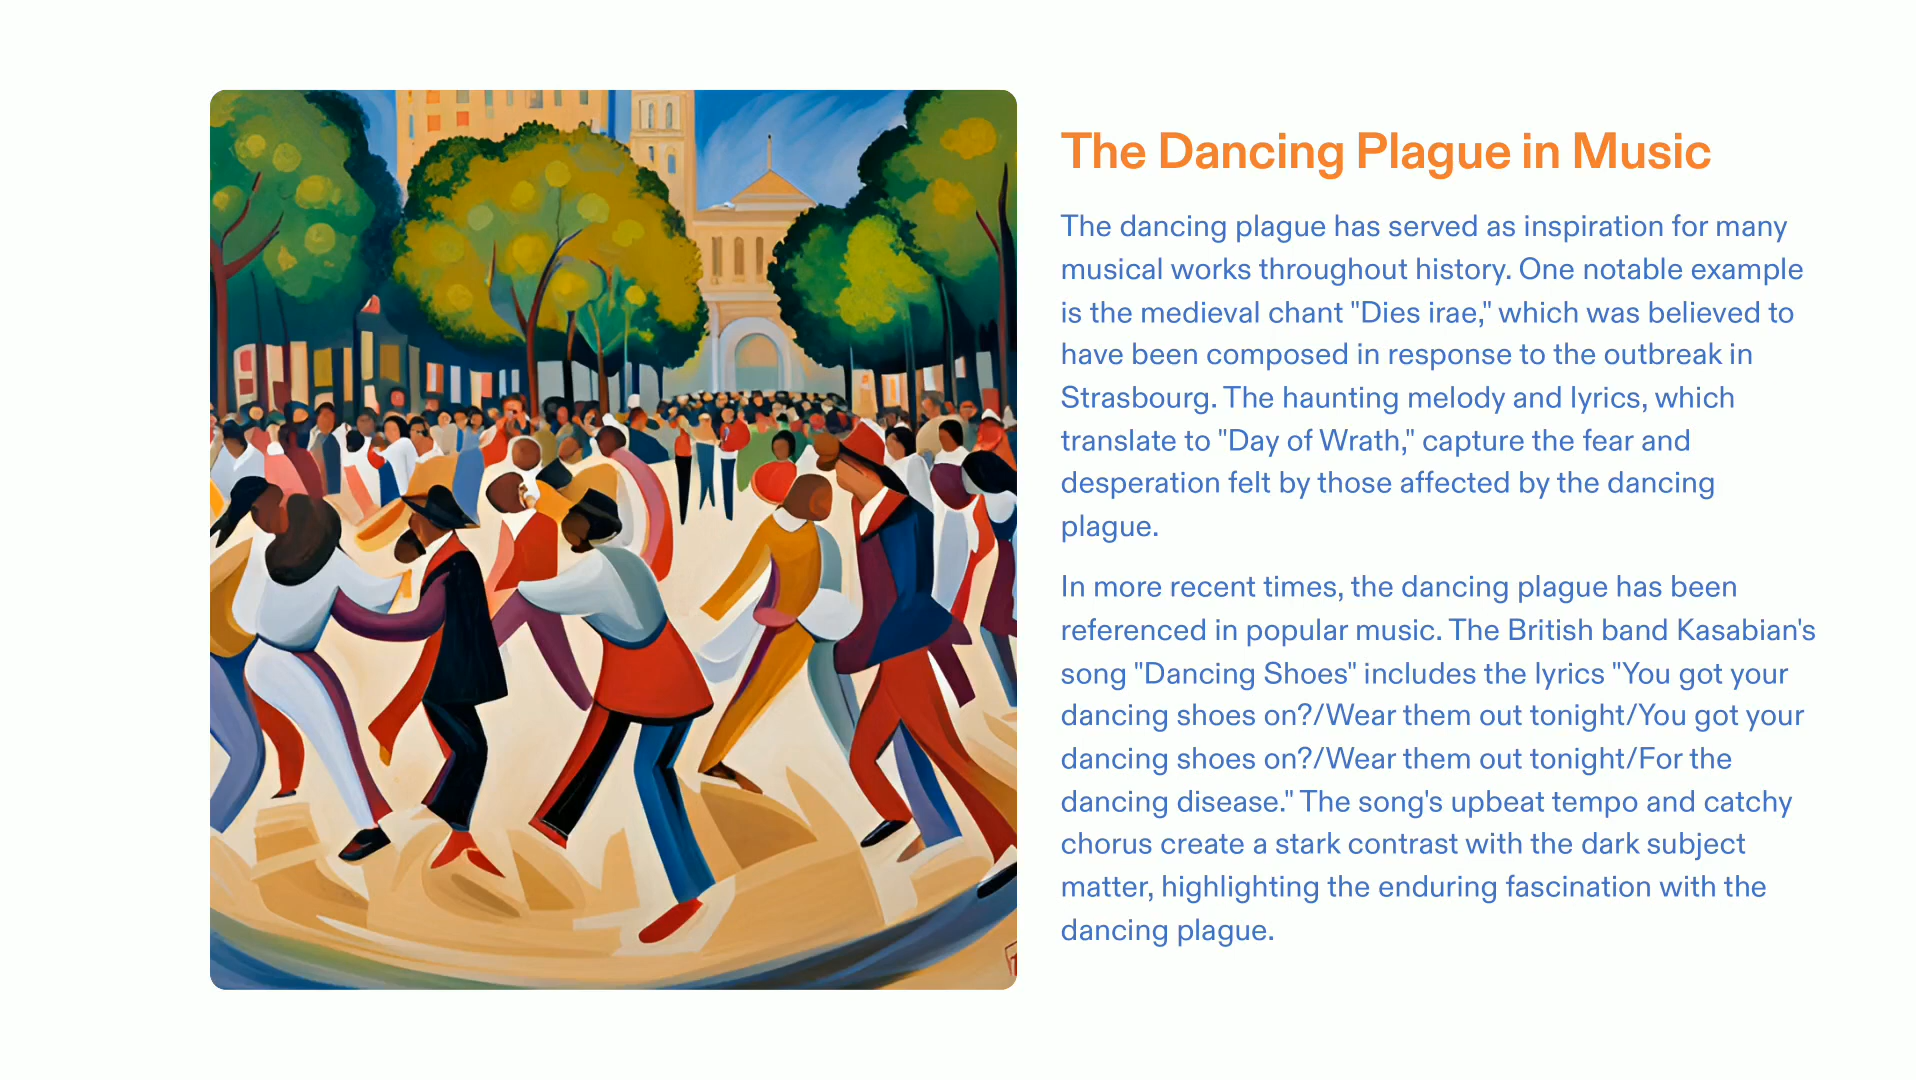 The Dancing Plague in Music
The dancing plague has served as inspiration for many
musical works throughout history. One notable example
is the medieval chant "Dies irae," which was believed to
have been composed in response to the outbreak in
Strasbourg. The haunting melody and lyrics, which
translate to "Day of Wrath," capture the fear and
desperation felt by those affected by the dancing
plague.
In more recent times, the dancing plague has been
referenced in popular music. The British band Kasabian's
song "Dancing Shoes" includes the lyrics "You got your
dancing shoes on?/Wear them out tonight/You got your
dancing shoes on?/Wear them out tonight/For the
dancing disease." The song's upbeat tempo and catchy
chorus create a stark contrast with the dark subject
matter, highlighting the enduring fascination with the
dancing plague.